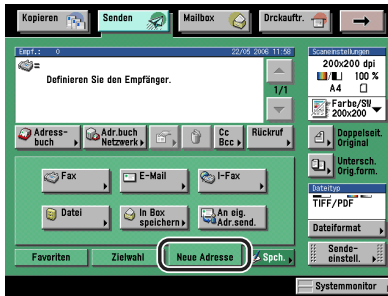 Kopieren Senden Mailbox Drckauftr.
Empf.: 0 22/05 2006 11:58
Definieren Sie den Empfänger.
1/1
Adress-
buch
Adr.buch
Netzwerk
Cc
Bcc
Rückruf
Fax E-Mail I-Fax
Datei
In Box
speichern
An eig.
Adr.send.
Favoriten Zielwahl Neue Adresse Spch.
Scaneinstellungen
200x200 dpi
100 %
A4
Farbe/SW
200x200
Doppelseit.
Original
Untersch.
Orig.form.
Dateityp
TIFF/PDF
Dateiformat
Sende-
einstell.
Systemmonitor